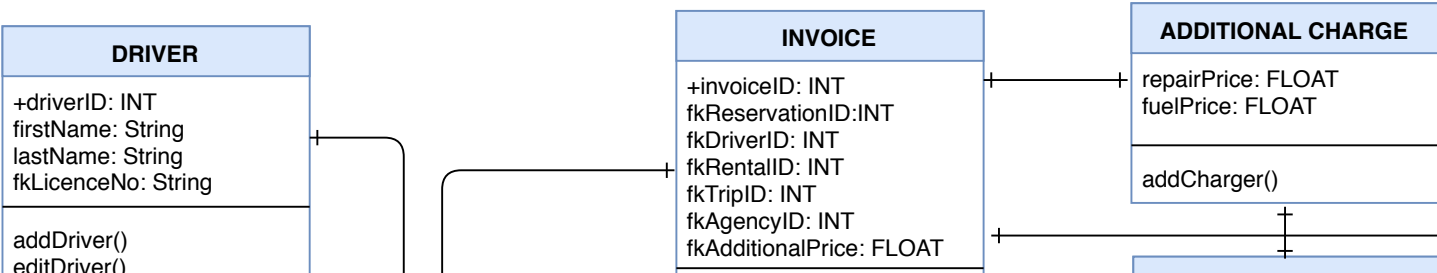 DRIVER
+driverID: INT
firstName: String
lastName: String
fkLicenceNo: String
addDriver()
editDriver()
INVOICE
+invoiceID: INT
fkReservationID:INT
fkDriverID: INT
fkRentalID: INT
fkTripID: INT
fkAgencyID: INT
fkAdditionalPrice: FLOAT
ADDITIONAL CHARGE
repairPrice: FLOAT
fuelPrice: FLOAT
addCharger()